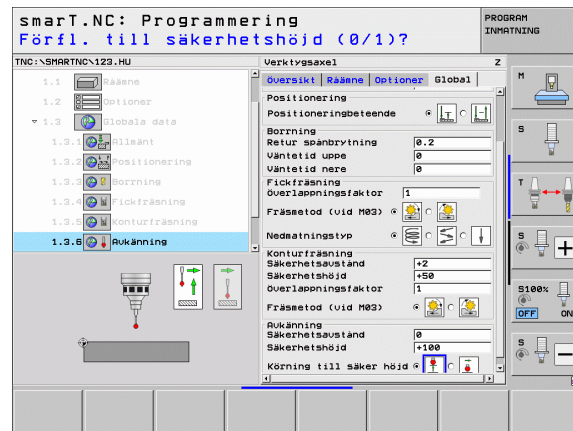 smarT.NC: Programmering
Förfl. till säkerhetshöjd (0/1)?
PROGRAM
INMATNING
TNC:\SMARTNC\123.HU
Verktygsaxel Z
Översikt Råämne Optioner Global
1.1 Råämne
1.2 Optioner
1.3 Globala data
1.3.1 Allmänt
1.3.2 Positionering
1.3.3 Borrning
1.3.4 Fickfräsning
1.3.5 Konturfräsning
1.3.6 Avkänning
Positionering
Positioneringbeteende
Borrning
Retur spånbrytning 0.2
Väntetid uppe 0
Väntetid nere 0
Fickfräsning
Överlappningsfaktor 1
Fräsmetod (vid M03)
Nedmatningstyp
Konturfräsning
Säkerhetsavstånd +2
Säkerhetshöjd +50
Överlappningsfaktor 1
Fräsmetod (vid M03)
Avkänning
Säkerhetsavstånd 0
Säkerhetshöjd +100
Körning till säker höjd
M
S
T
S
S100%
OFF ON
S